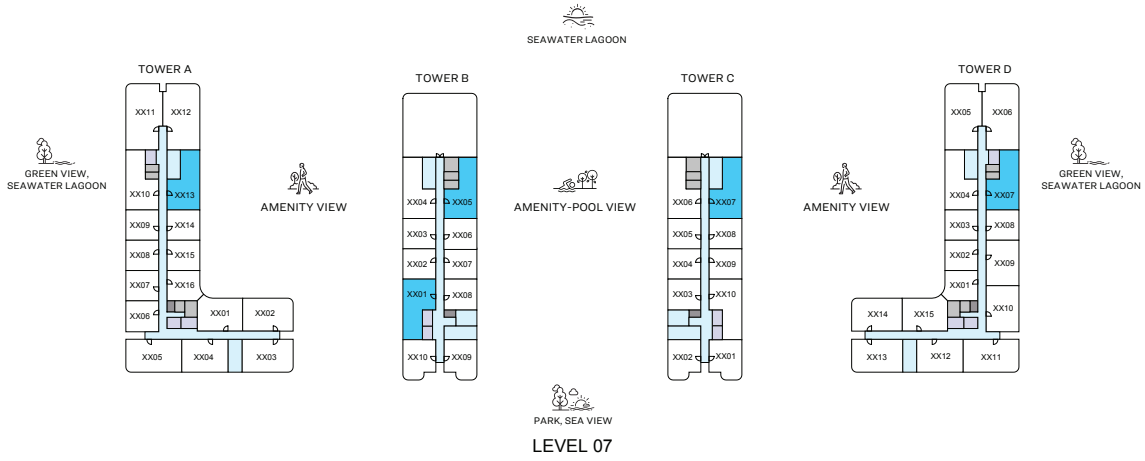 SEAWATER LAGOON
TOWER A
TOWER B
TOWER C
TOWER D
XX11
XX12
XX10
XX13
XX09
XX14
XX08
XX15
XX07
XX16
XX06
XX01
XX02
XX05
XX04
XX03
XX04
XX05
XX03
XX06
XX02
XX07
XX01
XX08
XX10
XX09
XX06
XX07
XX05
XX08
XX04
XX09
XX03
XX10
XX02
XX01
XX05
XX06
XX04
XX07
XX03
XX08
XX02
XX09
XX01
XX10
XX14
XX15
XX13
XX12
XX11
GREEN VIEW,
SEAWATER LAGOON
AMENITY VIEW
AMENITY-POOL VIEW
AMENITY VIEW
GREEN VIEW,
SEAWATER LAGOON
PARK, SEA VIEW
LEVEL 07